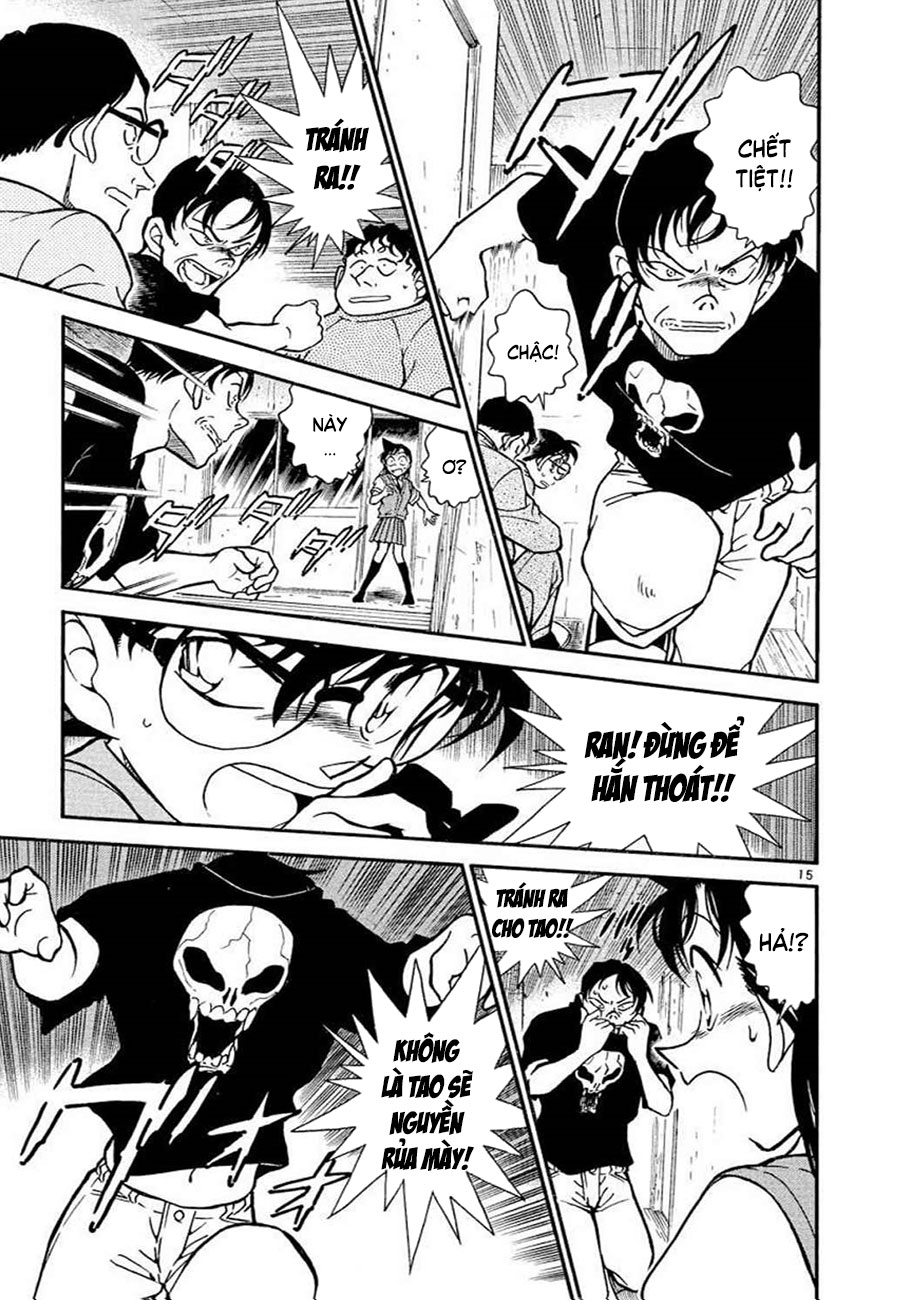 CHẾT
TIỆT!!
CHẬC!
TRÁNH
RA!!
Ơ?
NÀY
...
RAN! ĐỪNG ĐỂ
HẮN THOÁT!!
15
HẢ!?
TRÁNH RA
CHO TAO!!
KHÔNG
LÀ TAO SẼ
NGUYỀN
RỦA MÀY!